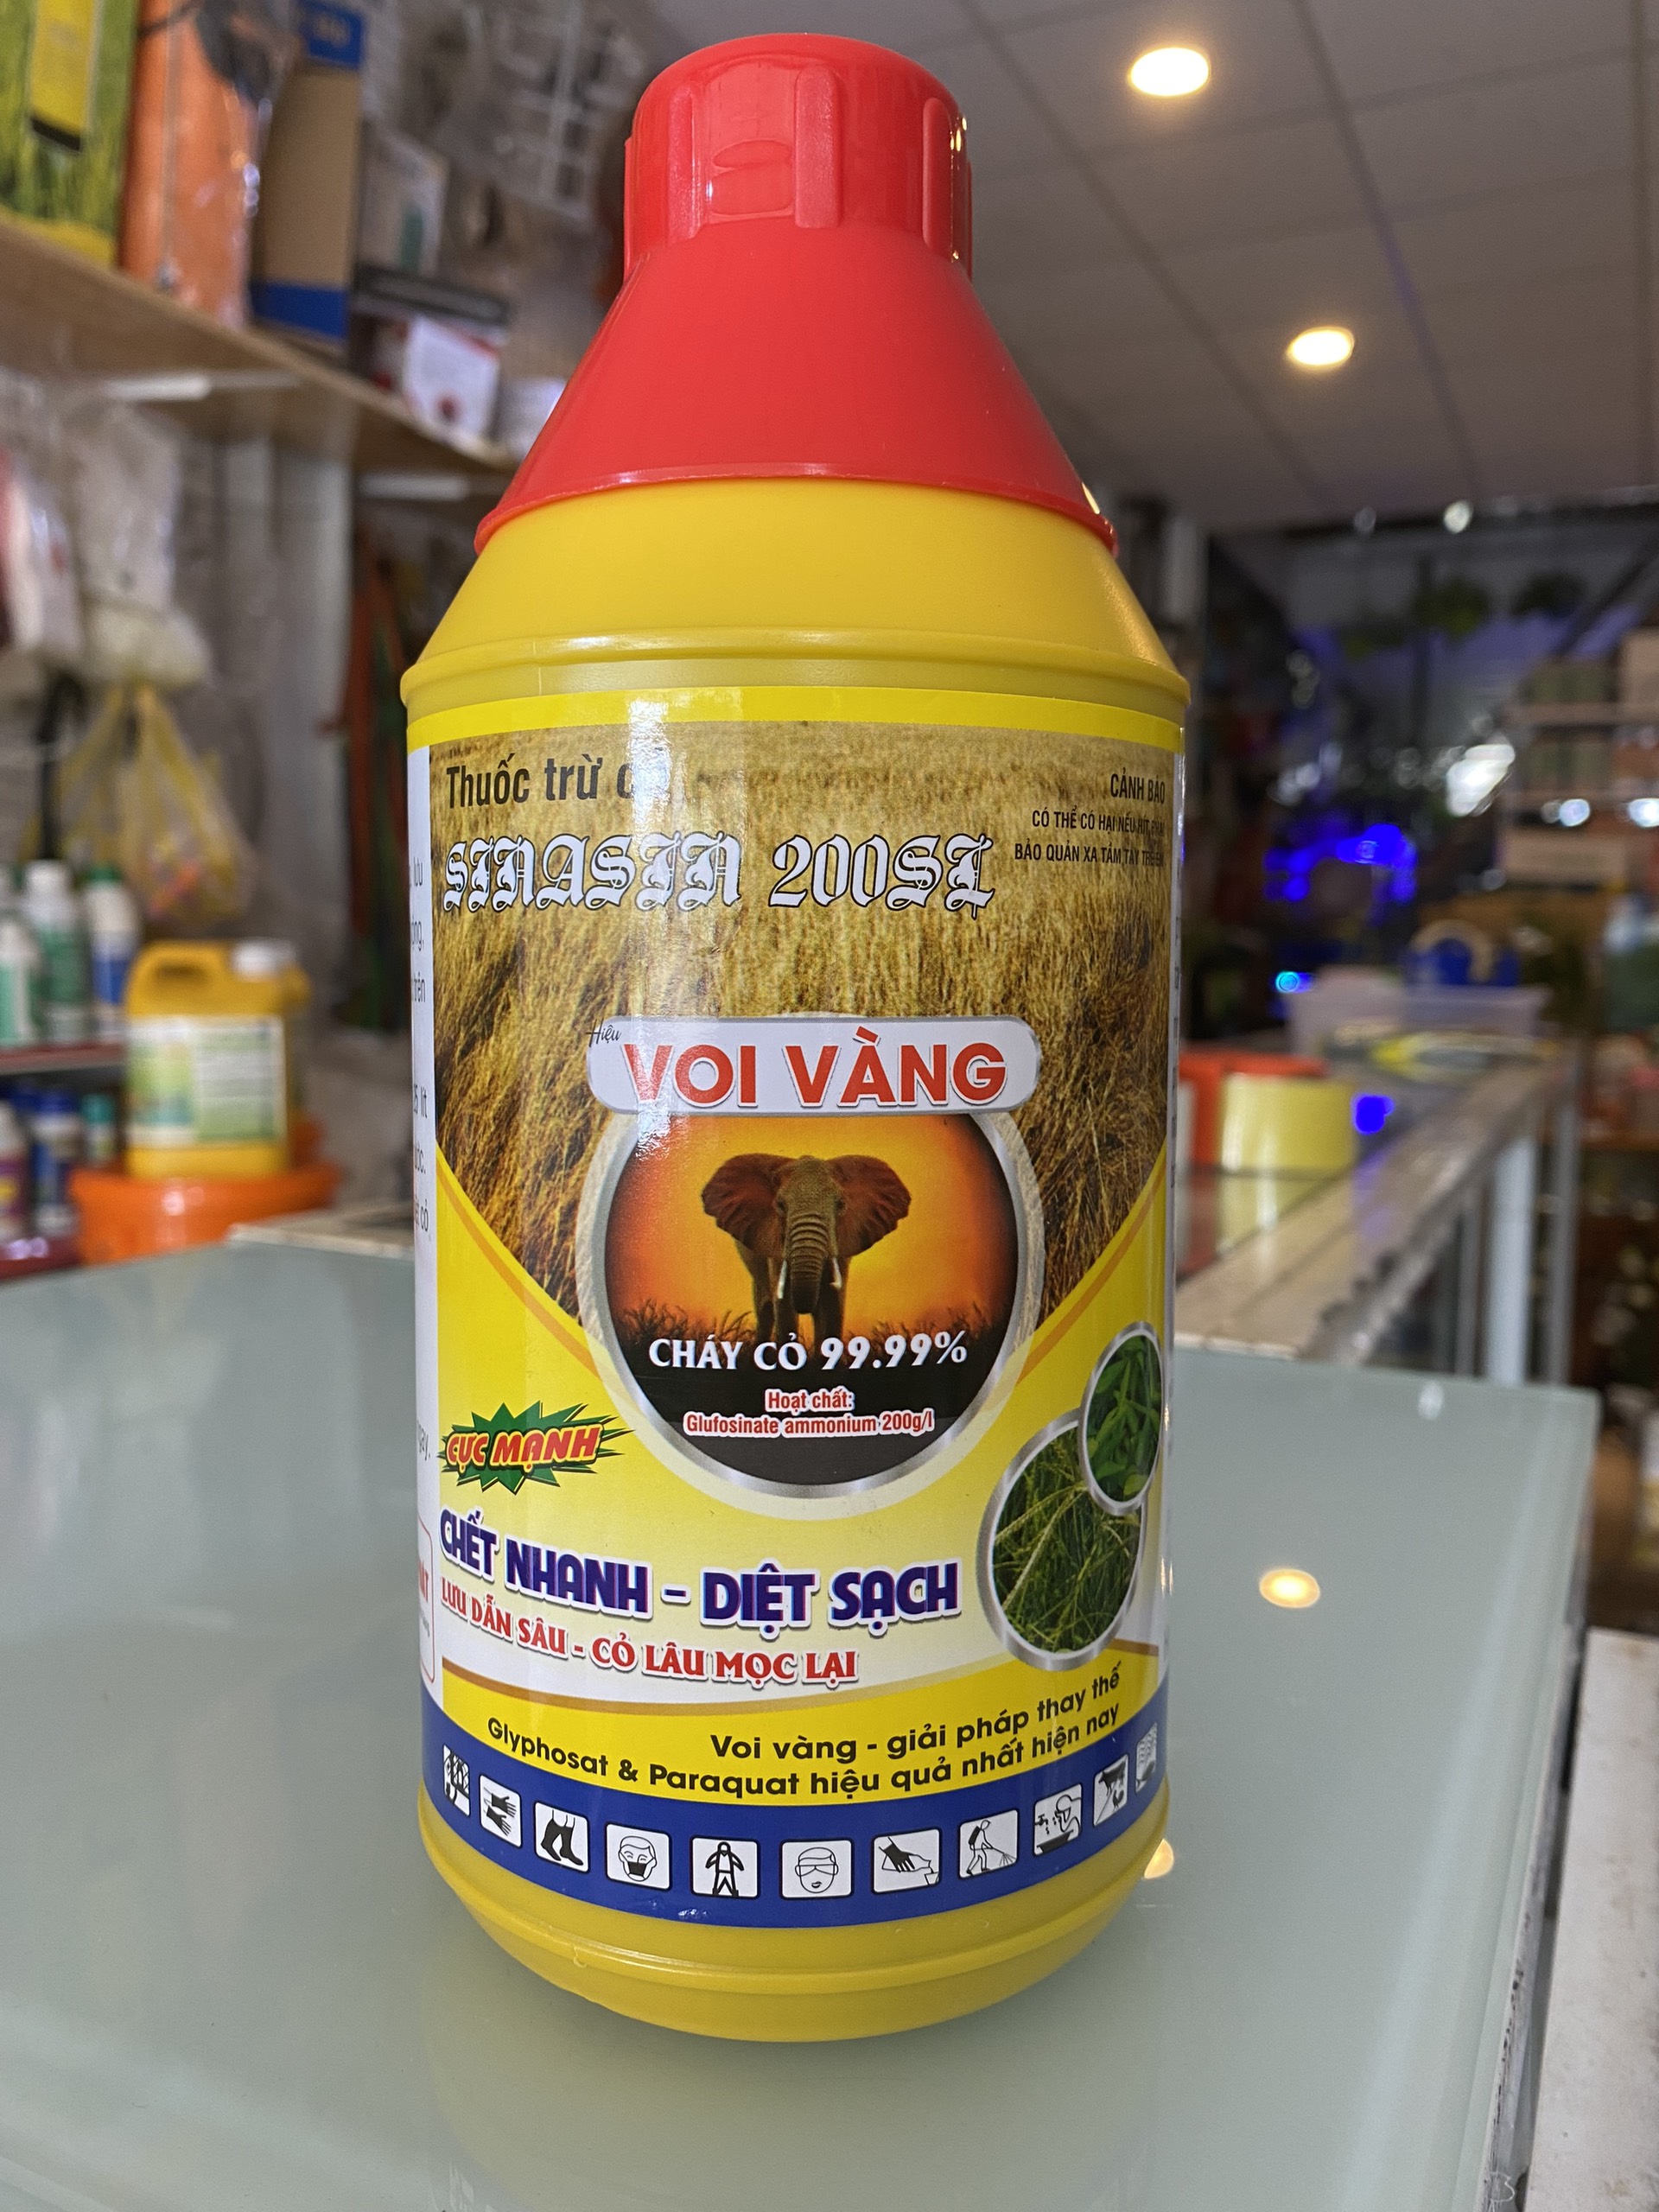 Thuốc trừ
CẢNH BÁO
CÓ THỂ CÓ HẠI NẾU HÍT PHẢI
BẢO QUẢN XA TẦM TAY TRẺ EM
SINASIN 200SL
Hiệu
VOI VÀNG
CHÁY CỎ 99.99%
Hoạt chất:
Glufosinate ammonium 200g/l
CỰC MẠNH
CHẾT NHANH - DIỆT SẠCH
LƯU DẪN SÂU - CỎ LÂU MỌC LẠI
Voi vàng - giải pháp thay thế
Glyphosat & Paraquat hiệu quả nhất hiện nay